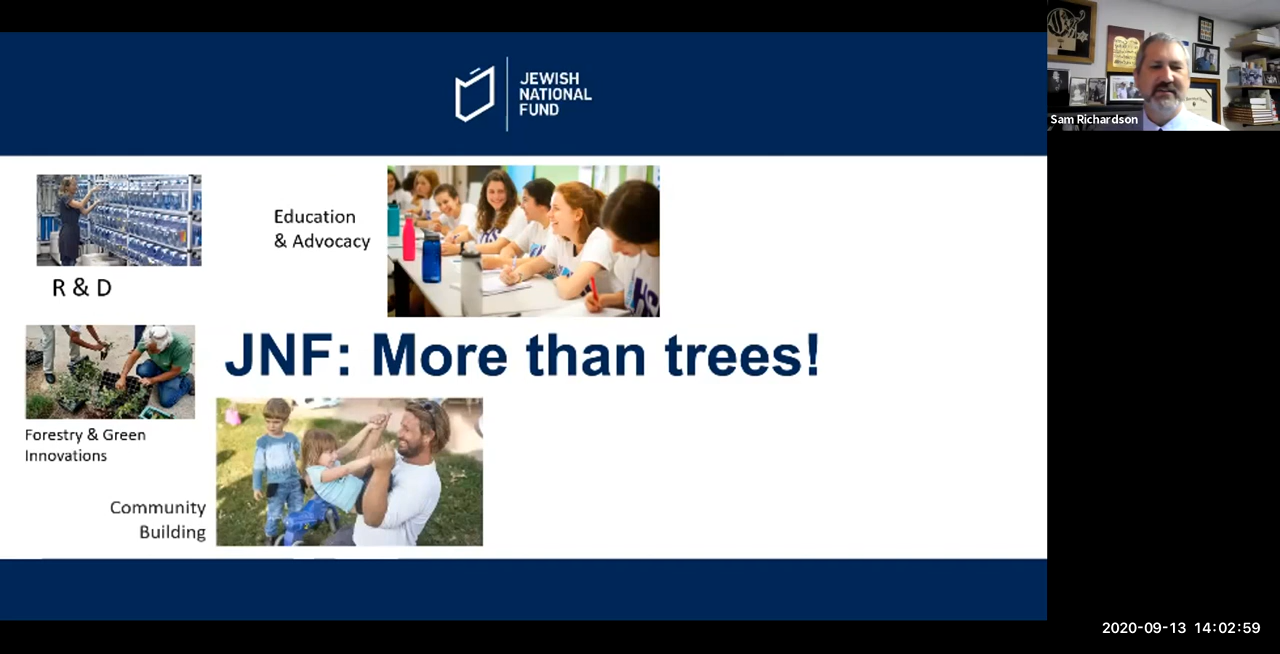 JEWISH
NATIONAL
FUND
Sam Richardson
Education
& Advocacy
R & D
JNF: More than trees!
Forestry & Green
Innovations
Community
Building
2020-09-13 14:02:59